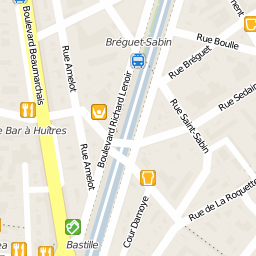 Boulevard Beaumarchais
Rue Amelot
Bréguet-Sabin
Rue Boulle
Rue Bréguet
Rue Sedain
Boulevard Richard Lenoir
Rue Saint-Sabin
Le Bar à Huîtres
Rue Amelot
Cour Damoye
Rue de La Roquette
Bastille